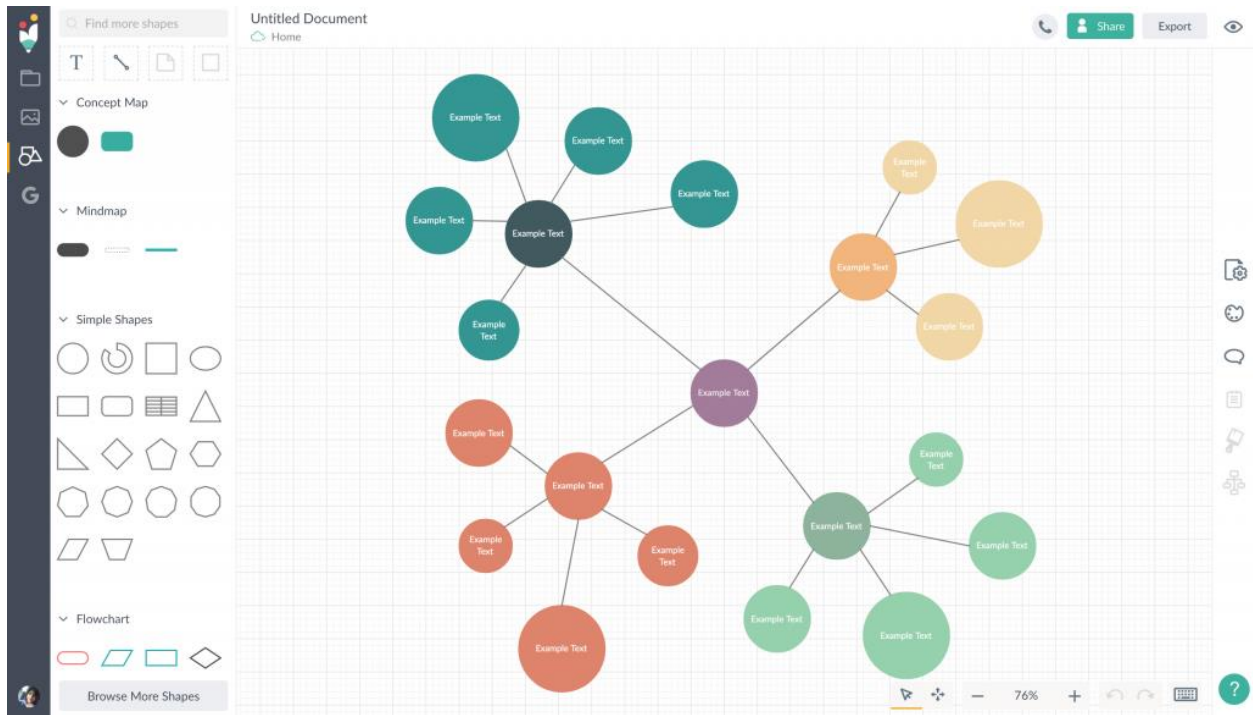 Find more shapes
Untitled Document
Home
Share
Export
T
Concept Map
Mindmap
Simple Shapes
Flowchart
Browse More Shapes
G
Example Text
Example Text
Example Text
Example Text
Example Text
Example
Text
Example
Text
Example Text
Example Text
Example Text
Example Text
Example Text
Example Text
Example
Text
Example
Text
Example Text
Example
Text
Example Text
Example Text
Example Text
Example Text
76%
?